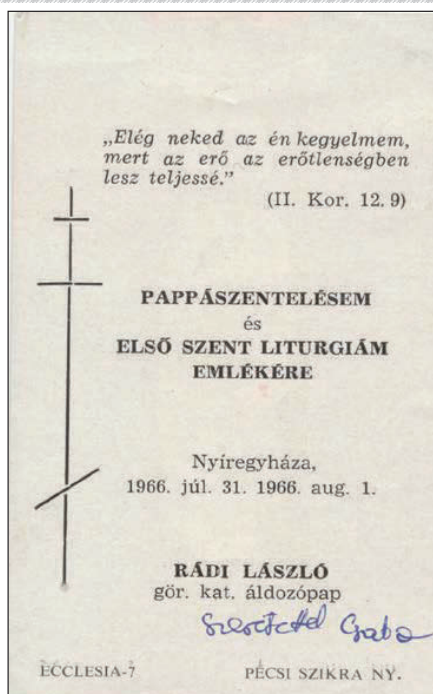 „Elég neked az én kegyelmem,
mert az erő az erőtlenségben
lesz teljessé.”
(II. Kor. 12. 9)
PAPPÁSZENTELÉSEM
és
ELSŐ SZENT LITURGIÁM
EMLÉKÉRE
Nyíregyháza,
1966. júl. 31. 1966. aug. 1.
RÁDI LÁSZLÓ
gör. kat. áldozópap
Szeretettel
ECCLESIA-7 PÉCSI SZIKRA NY.